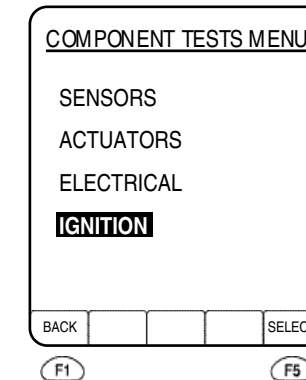 COMPONENT TESTS MENU
SENSORS
ACTUATORS
ELECTRICAL
IGNITION
BACK SELEC
F1 F5